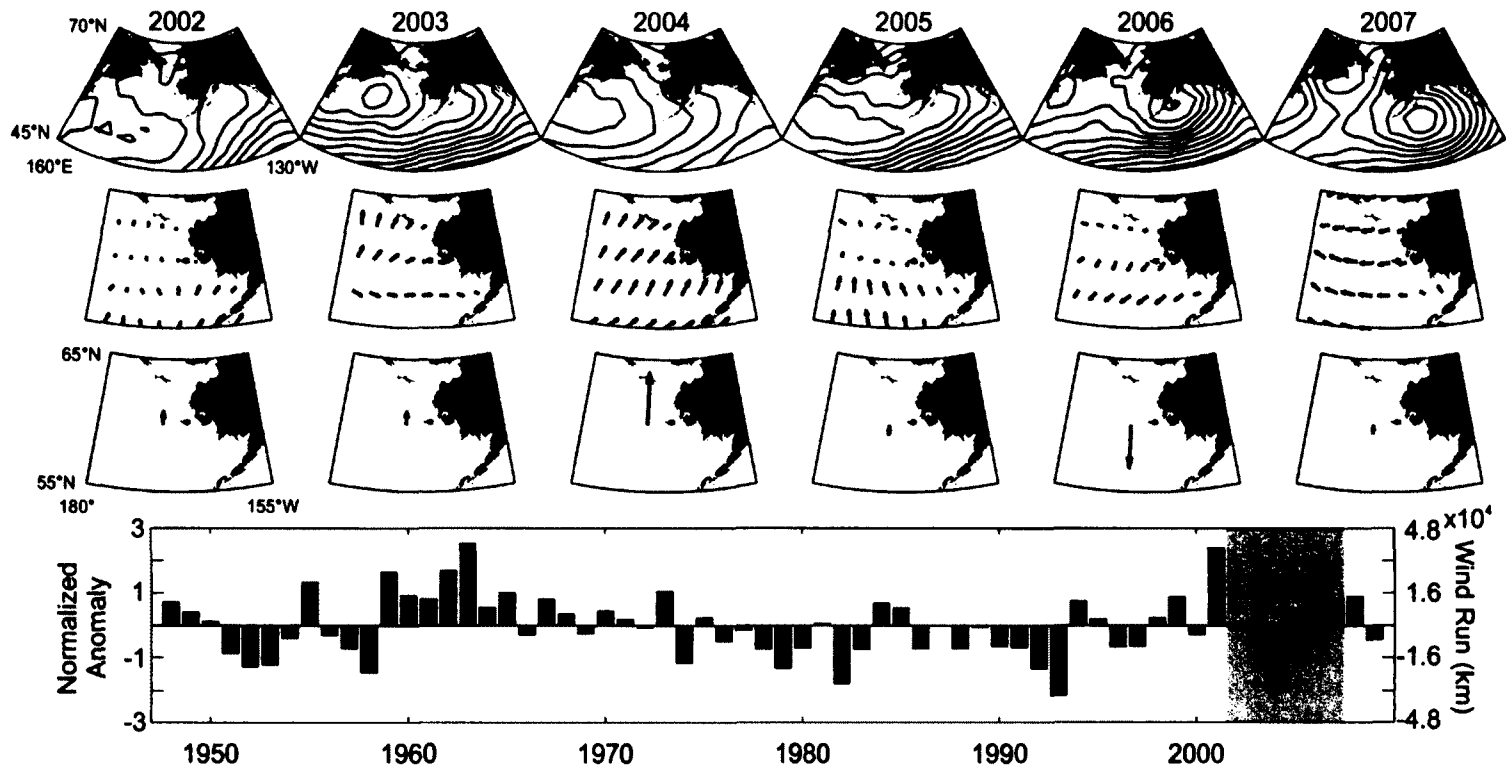 2002 2003 2004 2005 2006 2007
70°N
45°N
160°E 130°W
65°N
55°N
180° 155°W
3 4.8 x10⁴
1 1.6
-1 -1.6
-3 -4.8
Normalized
Anomaly
Wind Run (km)
1950 1960 1970 1980 1990 2000